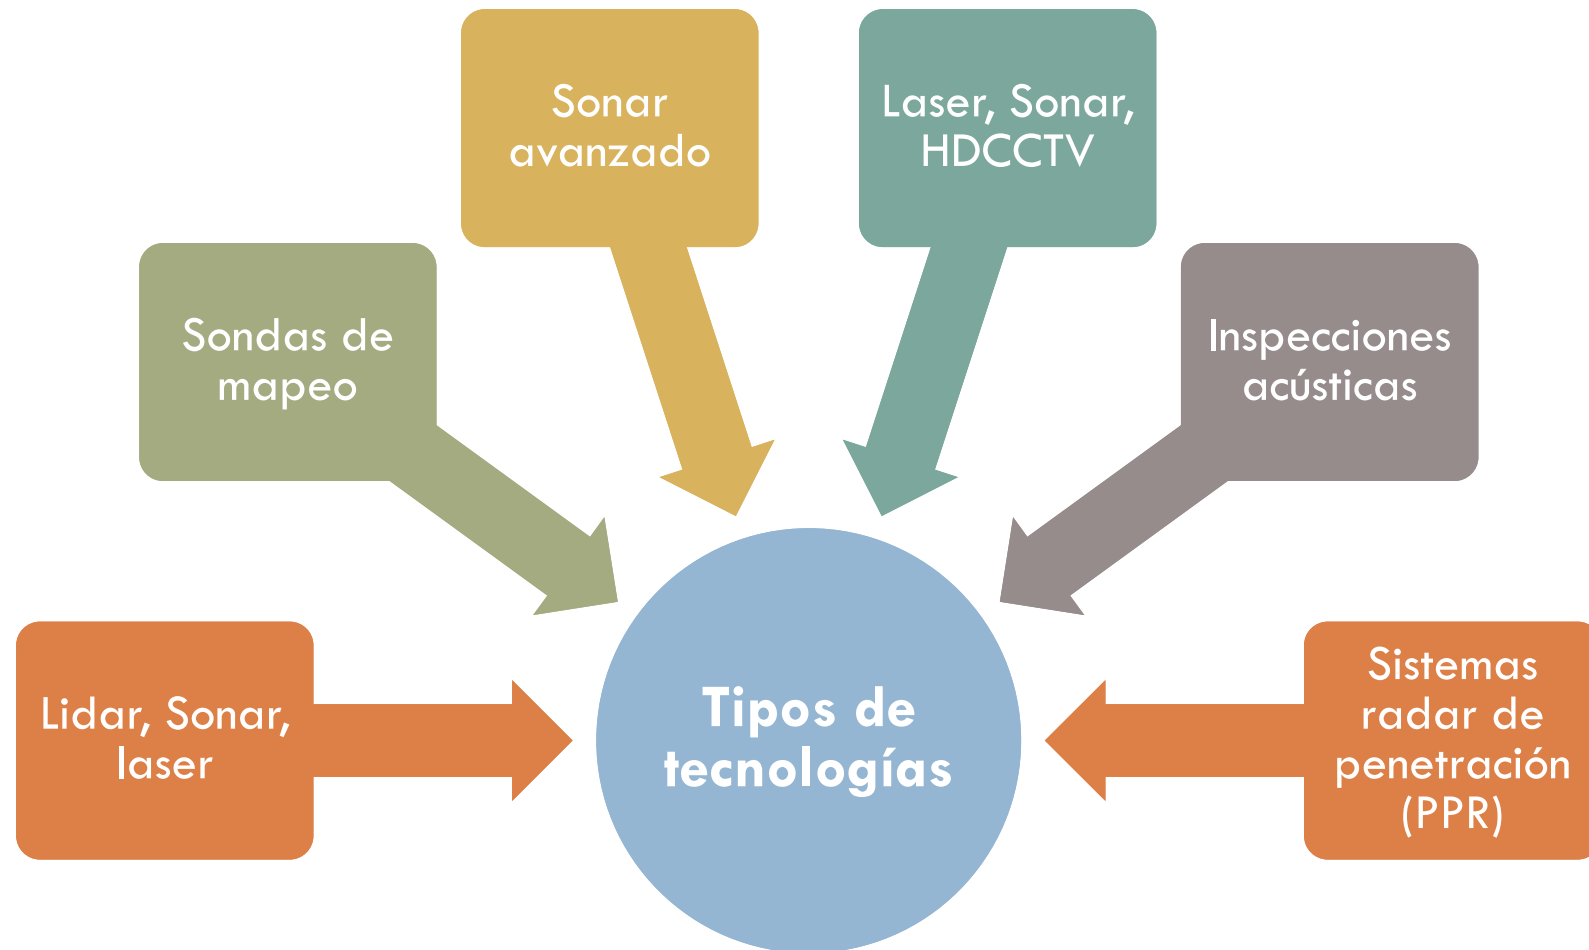 Sonar
avanzado
Laser, Sonar,
HDCCTV
Sondas de
mapeo
Inspecciones
acústicas
Lidar, Sonar,
laser
Tipos de
tecnologías
Sistemas
radar de
penetración
(PPR)